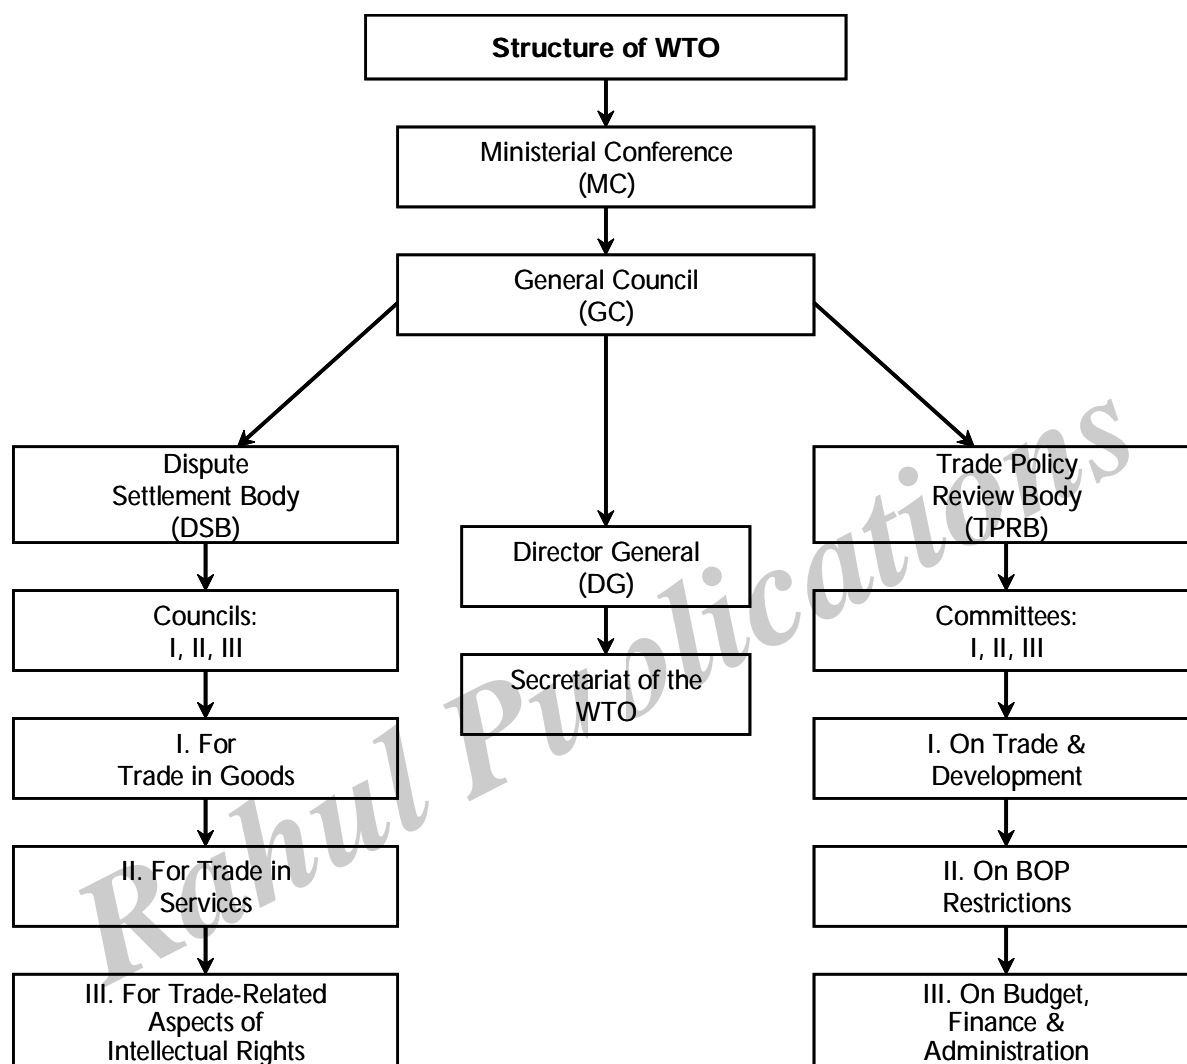 Structure of WTO
Ministerial Conference
(MC)
General Council
(GC)
Dispute
Settlement Body
(DSB)
Director General
(DG)
Trade Policy
Review Body
(TPRB)
Councils:
I, II, III
Secretariat of the
WTO
Committees:
I, II, III
I. For
Trade in Goods
I. On Trade &
Development
II. For Trade in
Services
II. On BOP
Restrictions
III. For Trade-Related
Aspects of
Intellectual Rights
III. On Budget,
Finance &
Administration
Rahul Publications